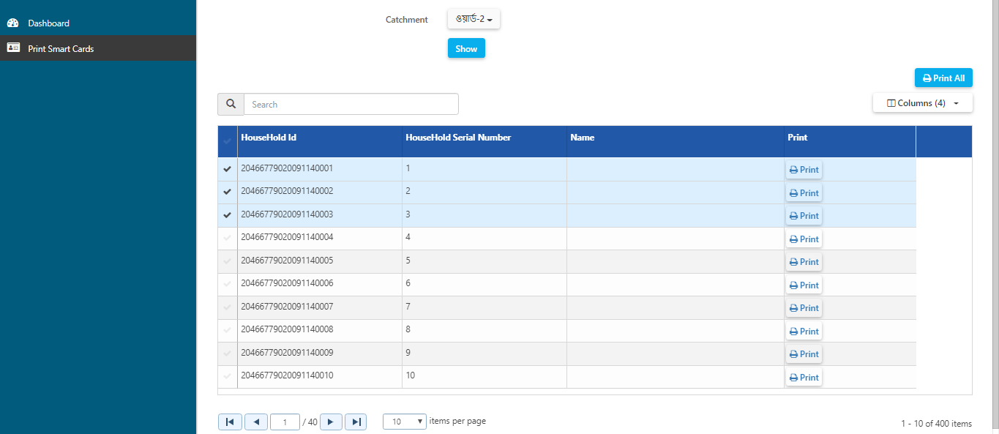 Dashboard
Print Smart Cards
Catchment ওয়ার্ড-2
Show
Print All
Search
Columns (4)
HouseHold Id HouseHold Serial Number Name Print
20466779020091140001 1 Print
20466779020091140002 2 Print
20466779020091140003 3 Print
20466779020091140004 4 Print
20466779020091140005 5 Print
20466779020091140006 6 Print
20466779020091140007 7 Print
20466779020091140008 8 Print
20466779020091140009 9 Print
20466779020091140010 10 Print
1 / 40 10 items per page
1 - 10 of 400 items